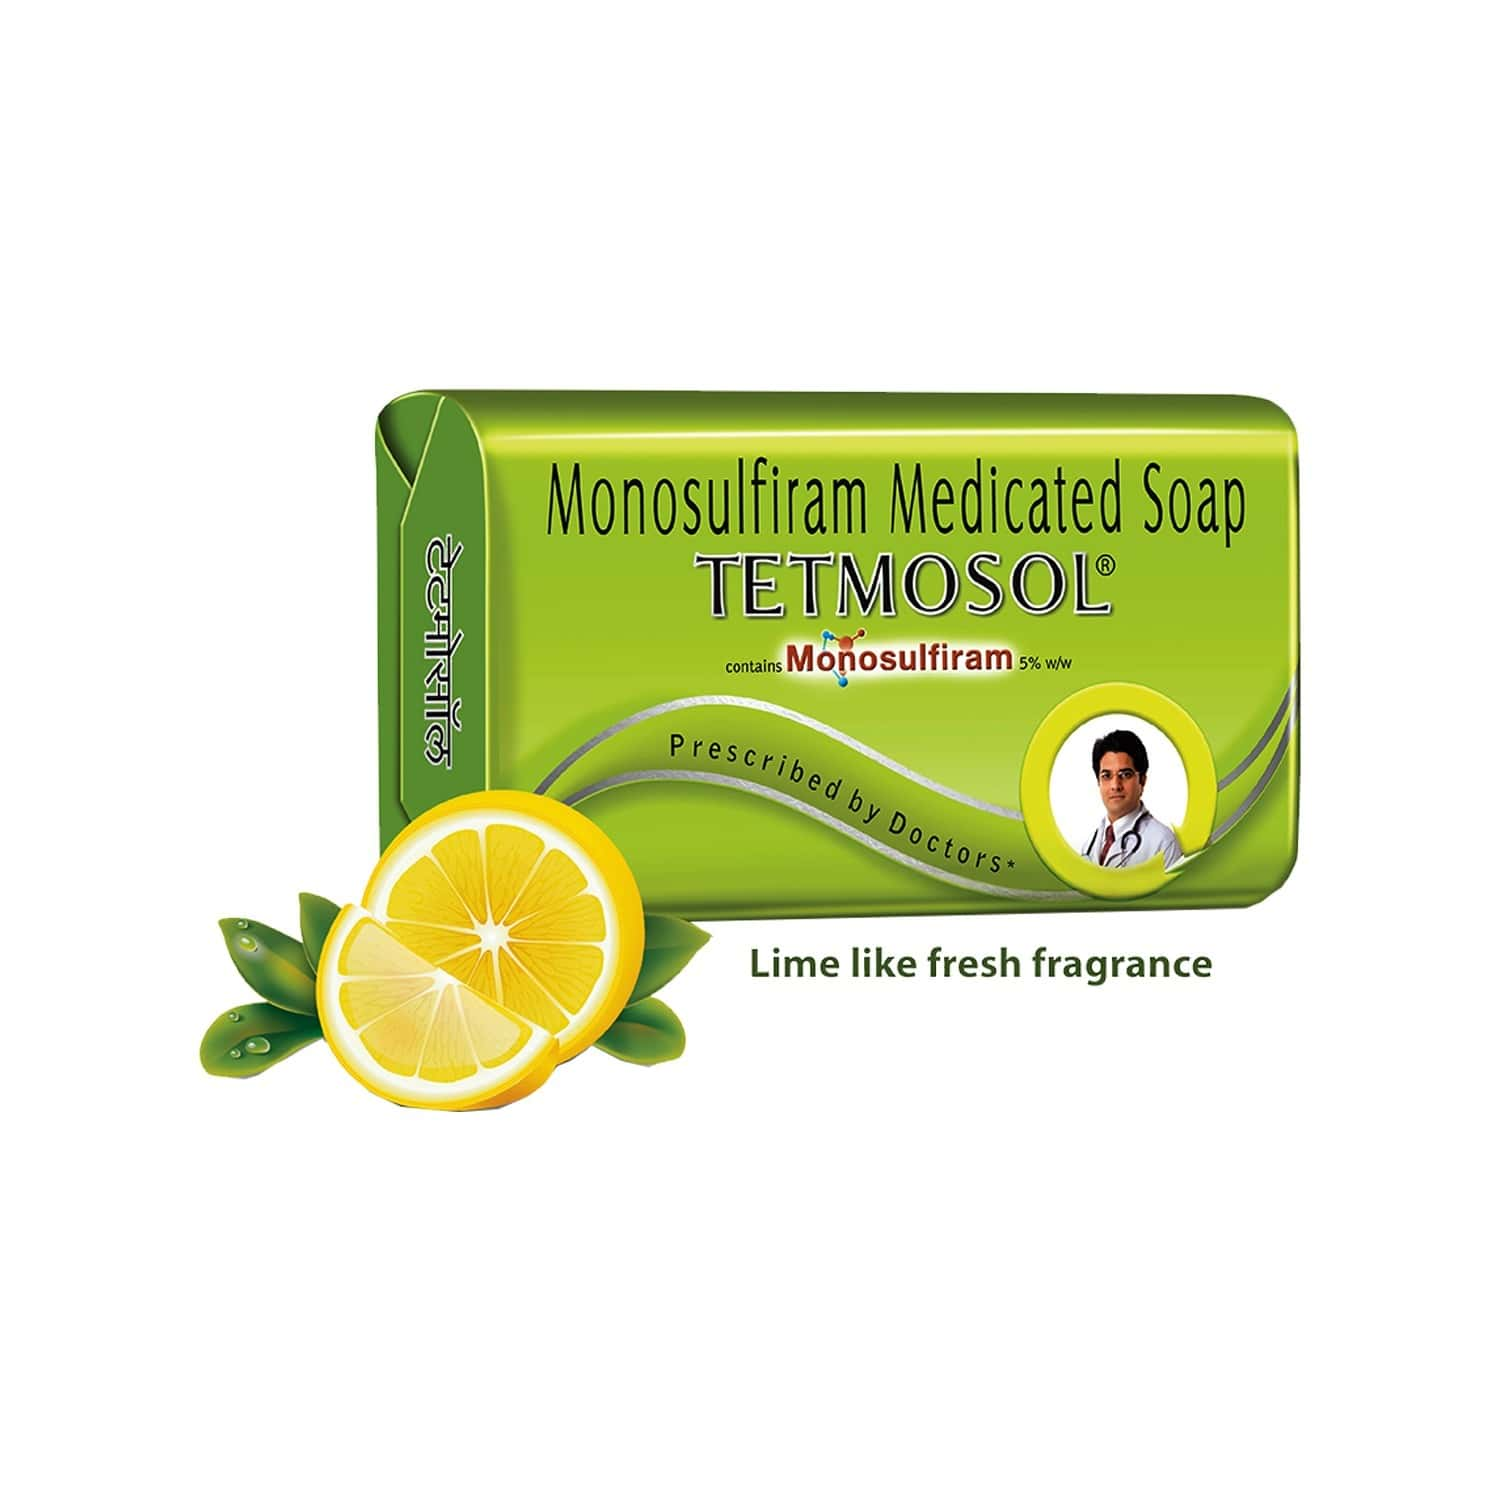 Monosulfiram Medicated Soap
TETMOSOL®
contains Monosulfiram 5% w/w
Prescribed by Doctors*
टेटमोसॉल
Lime like fresh fragrance